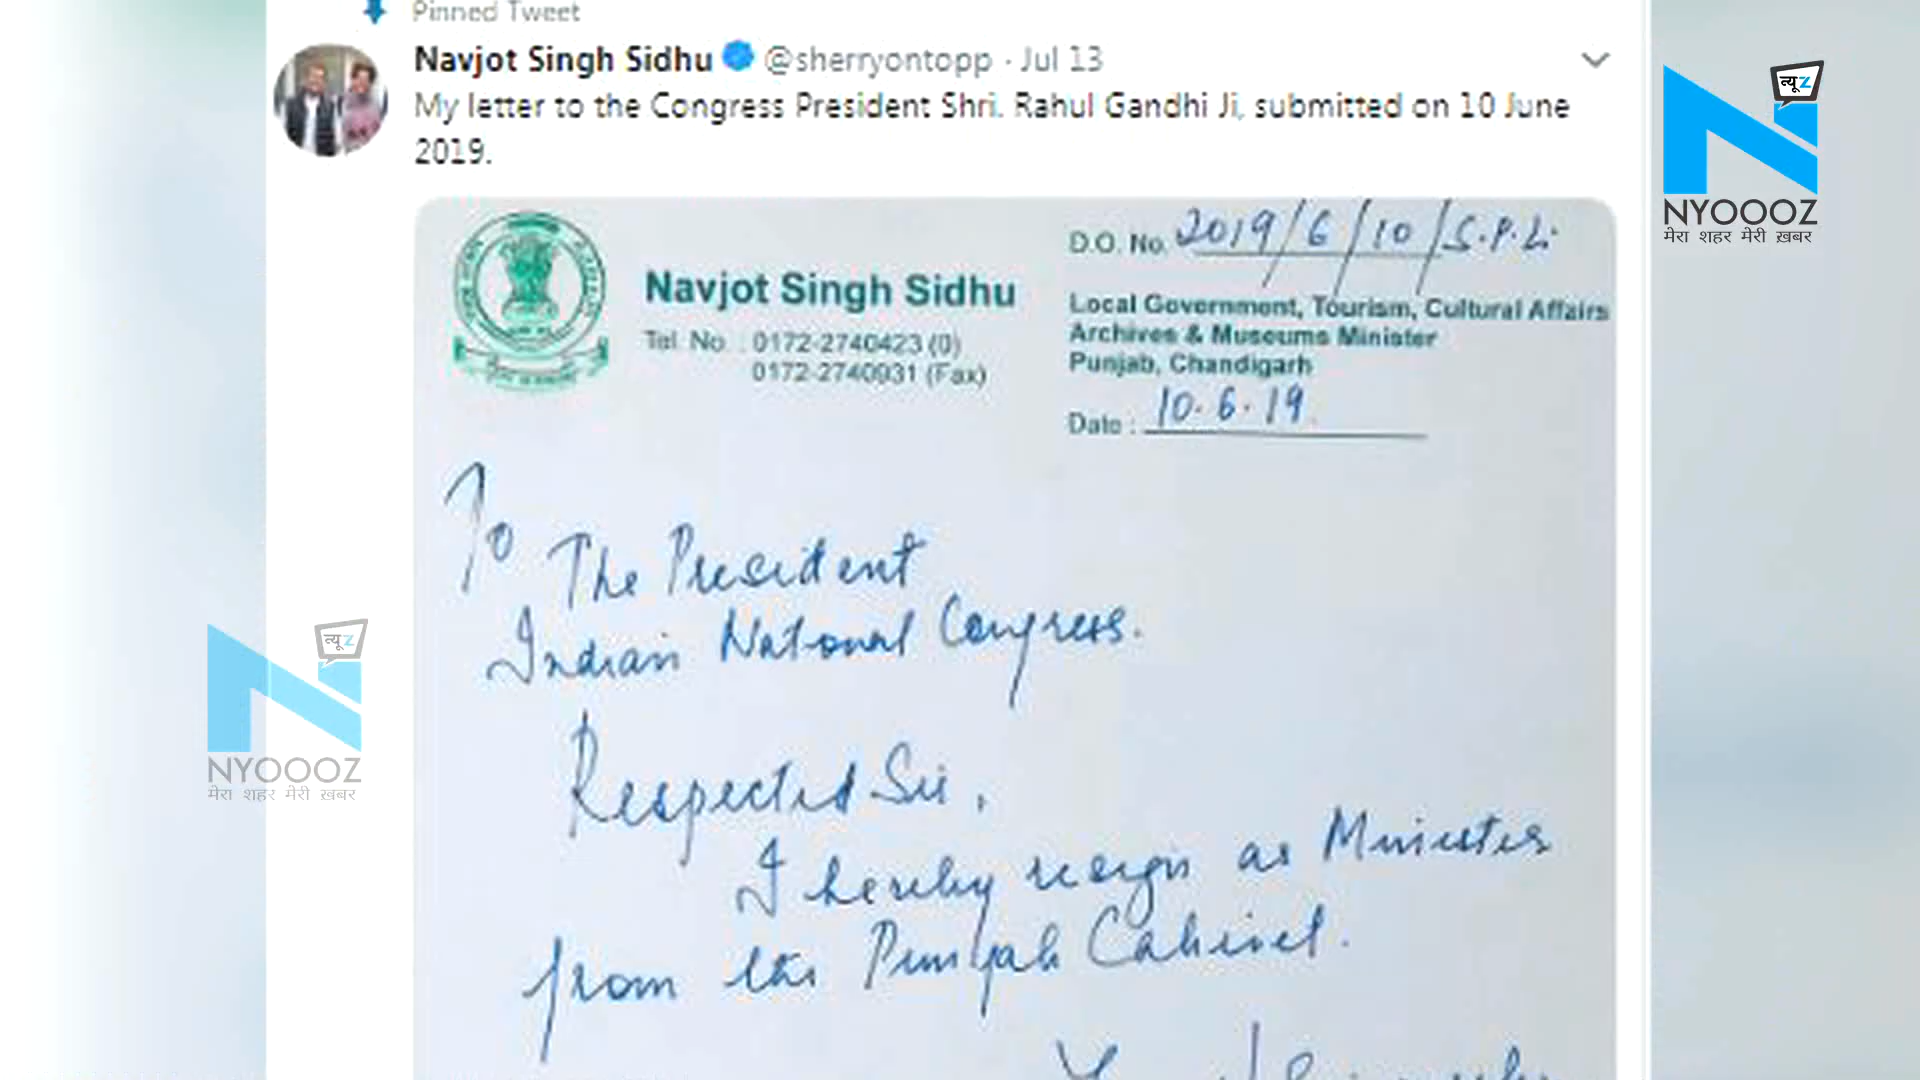 Pinned Tweet
Navjot Singh Sidhu @sherryontopp · Jul 13
My letter to the Congress President Shri. Rahul Gandhi Ji, submitted on 10 June
2019.
न्यूz
NYOOOZ
मेरा शहर मेरी ख़बर
D.O. No. 2019/6/10/S.P.L.
Navjot Singh Sidhu
Tel No. : 0172-2740423 (0)
0172-2740931 (Fax)
Local Government, Tourism, Cultural Affairs
Archives & Museums Minister
Punjab, Chandigarh
Date : 10.6.19
To
The President
Indian National Congress.
न्यूz
NYOOOZ
मेरा शहर मेरी ख़बर
Respected Sir,
I hereby resign as Minister
from the Punjab Cabinet.